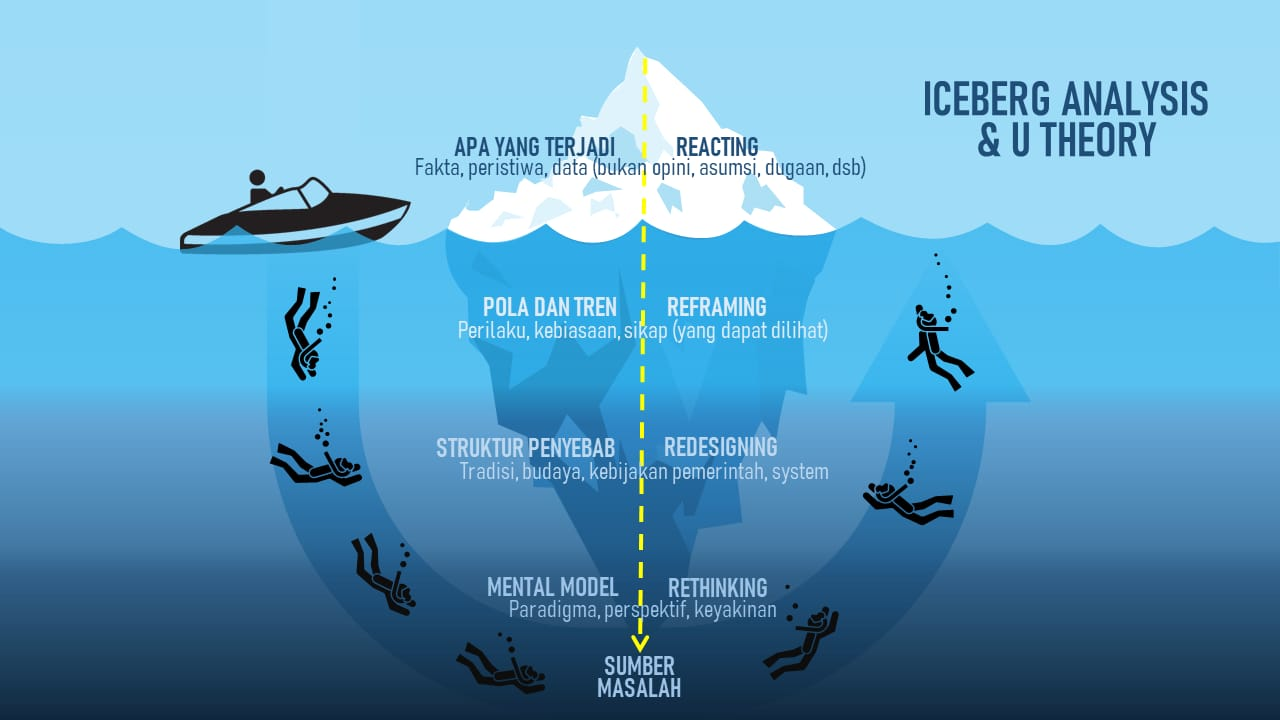 ICEBERG ANALYSIS
& U THEORY
APA YANG TERJADI REACTING
Fakta, peristiwa, data (bukan opini, asumsi, dugaan, dsb)
POLA DAN TREN REFRAMING
Perilaku, kebiasaan, sikap (yang dapat dilihat)
STRUKTUR PENYEBAB REDESIGNING
Tradisi, budaya, kebijakan pemerintah, system
MENTAL MODEL RETHINKING
Paradigma, perspektif, keyakinan
SUMBER
MASALAH